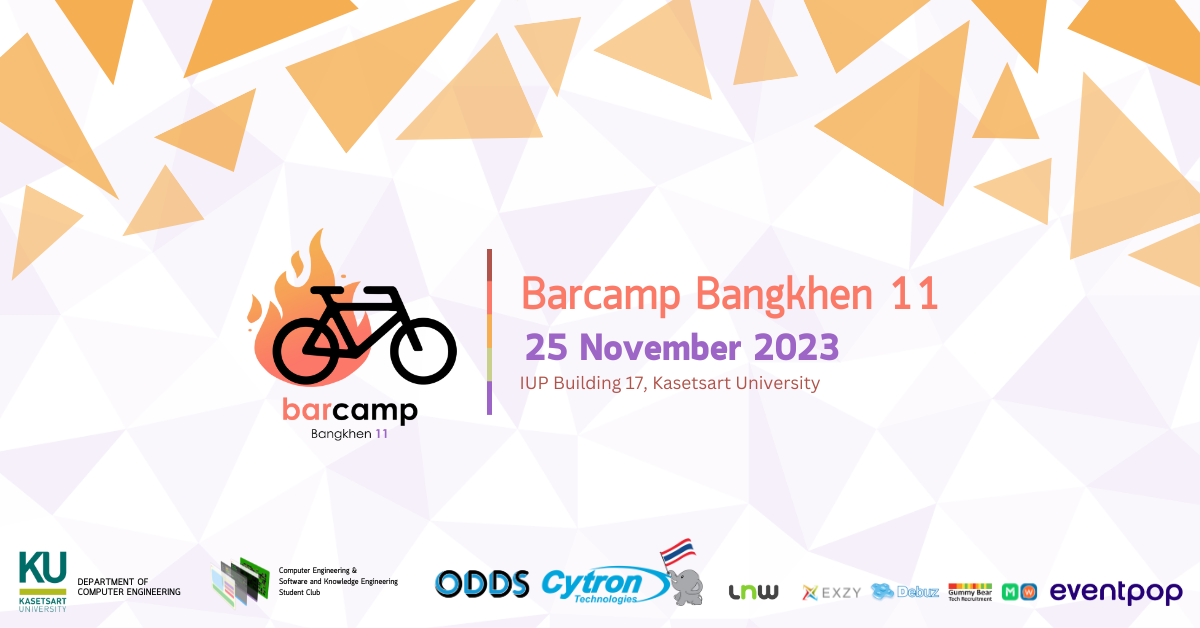 Barcamp Bangkhen 11
25 November 2023
IUP Building 17, Kasetsart University
barcamp
Bangkhen 11
KU
KASETSART
UNIVERSITY
DEPARTMENT OF
COMPUTER ENGINEERING
Computer Engineering &
Software and Knowledge Engineering
Student Club
ODDS
Cytron
Technologies
LNW
EXZY
Debuz
Gummy Bear
Tech Recruitment
M W
eventpop